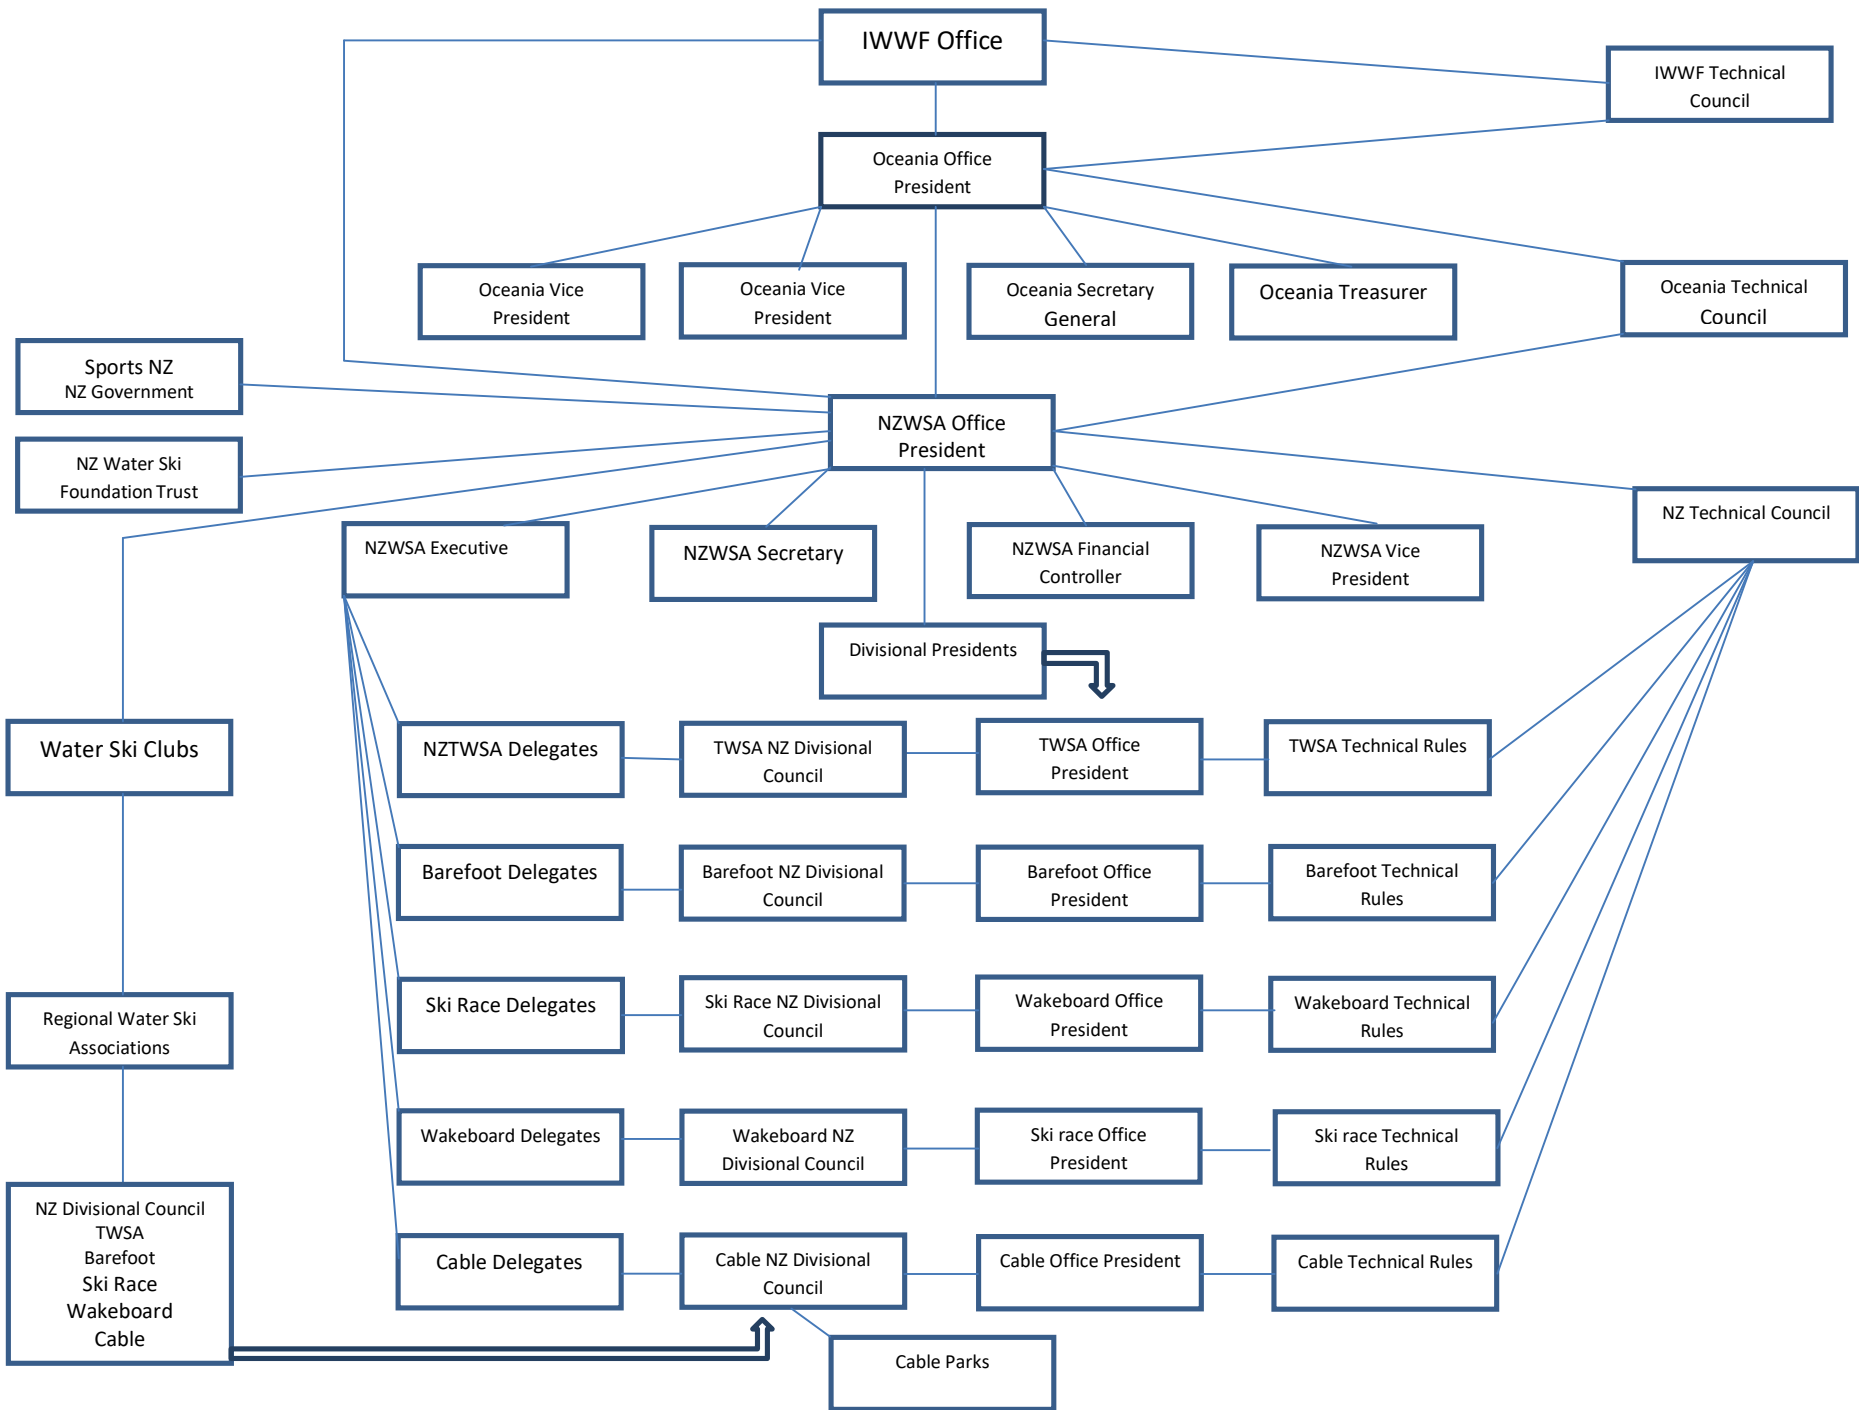 IWWF Office
IWWF Technical
Council
Oceania Office
President
Oceania Vice
President
Oceania Vice
President
Oceania Secretary
General
Oceania Treasurer
Oceania Technical
Council
Sports NZ
NZ Government
NZWSA Office
President
NZ Water Ski
Foundation Trust
NZ Technical Council
NZWSA Executive
NZWSA Secretary
NZWSA Financial
Controller
NZWSA Vice
President
Divisional Presidents
Water Ski Clubs
NZTWSA Delegates
TWSA NZ Divisional
Council
TWSA Office
President
TWSA Technical Rules
Barefoot Delegates
Barefoot NZ Divisional
Council
Barefoot Office
President
Barefoot Technical
Rules
Regional Water Ski
Associations
Ski Race Delegates
Ski Race NZ Divisional
Council
Wakeboard Office
President
Wakeboard Technical
Rules
Wakeboard Delegates
Wakeboard NZ
Divisional Council
Ski race Office
President
Ski race Technical
Rules
NZ Divisional Council
TWSA
Barefoot
Ski Race
Wakeboard
Cable
Cable Delegates
Cable NZ Divisional
Council
Cable Office President
Cable Technical Rules
Cable Parks